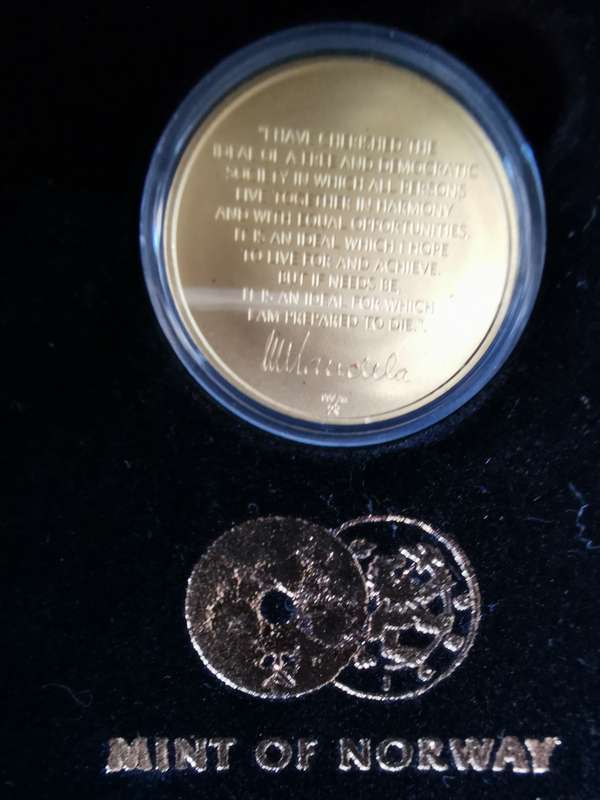 "I HAVE CHERISHED THE
IDEAL OF A FREE AND DEMOCRATIC
SOCIETY IN WHICH ALL PERSONS
LIVE TOGETHER IN HARMONY
AND WITH EQUAL OPPORTUNITIES.
IT IS AN IDEAL WHICH I HOPE
TO LIVE FOR AND ACHIEVE.
BUT IF NEEDS BE,
IT IS AN IDEAL FOR WHICH
I AM PREPARED TO DIE.".
NMandela
MINT OF NORWAY